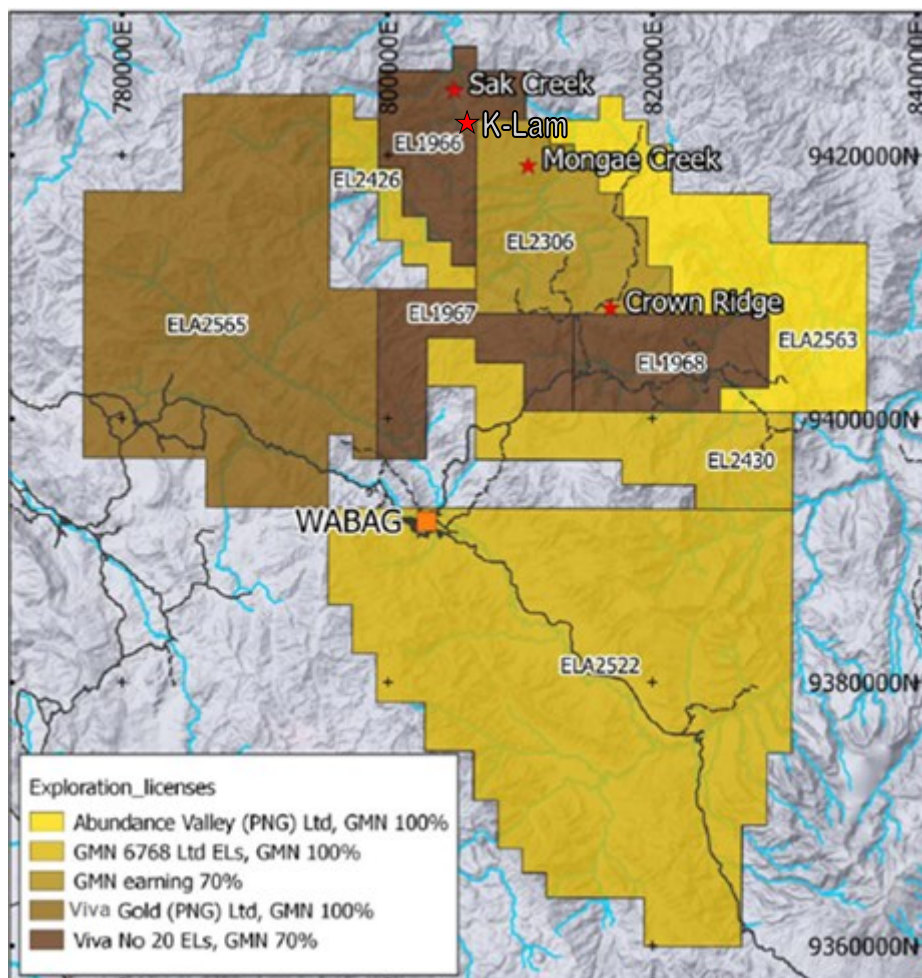 780000E
800000E
820000E
840000E
Sak Creek
K-Lam
EL1966
9420000N
Mongae Creek
EL2426
EL2306
Crown Ridge
EL1967
ELA2565
ELA2563
EL1968
9400000N
EL2430
WABAG
ELA2522
9380000N
Exploration_licenses
Abundance Valley (PNG) Ltd, GMN 100%
GMN 6768 Ltd ELs, GMN 100%
GMN earning 70%
Viva Gold (PNG) Ltd, GMN 100%
Viva No 20 ELs, GMN 70%
9360000N